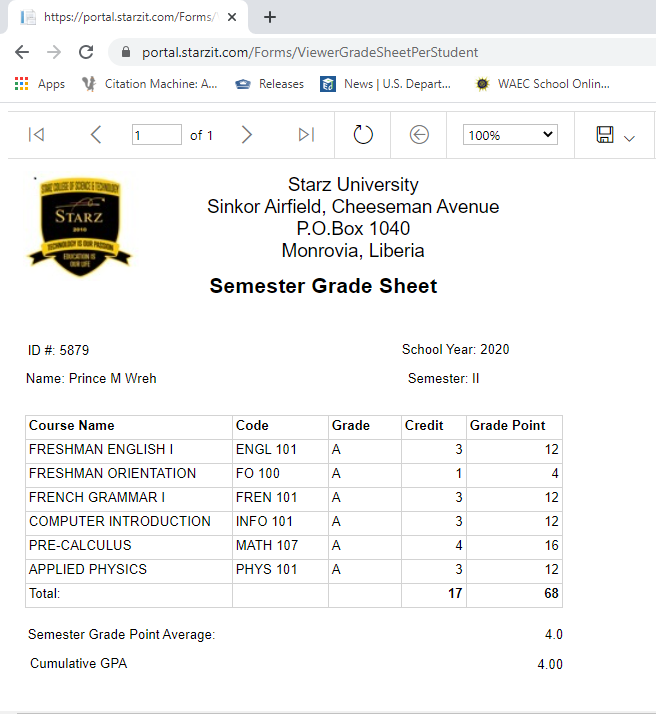 https://portal.starzit.com/Forms/
portal.starzit.com/Forms/ViewerGradeSheetPerStudent
Apps Citation Machine: A... Releases News | U.S. Depart... WAEC School Onlin...
1 of 1 100%
STARZ COLLEGE OF SCIENCE & TECHNOLOGY
STARZ
2010
TECHNOLOGY IS OUR PASSION
EDUCATION IS
OUR LIFE
Starz University
Sinkor Airfield, Cheeseman Avenue
P.O.Box 1040
Monrovia, Liberia
Semester Grade Sheet
ID #: 5879 School Year: 2020
Name: Prince M Wreh Semester: II
Course Name Code Grade Credit Grade Point
FRESHMAN ENGLISH I ENGL 101 A 3 12
FRESHMAN ORIENTATION FO 100 A 1 4
FRENCH GRAMMAR I FREN 101 A 3 12
COMPUTER INTRODUCTION INFO 101 A 3 12
PRE-CALCULUS MATH 107 A 4 16
APPLIED PHYSICS PHYS 101 A 3 12
Total: 17 68
Semester Grade Point Average: 4.0
Cumulative GPA 4.00